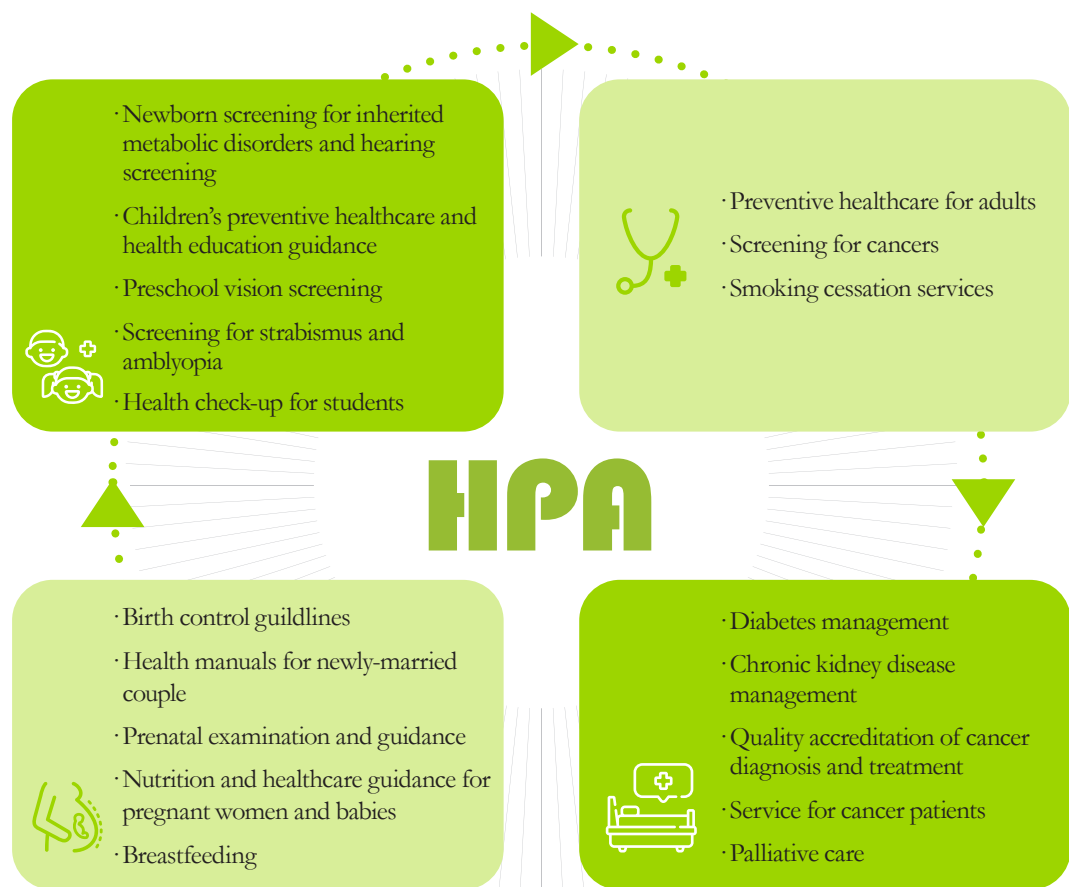 ·Newborn screening for inherited
metabolic disorders and hearing
screening
·Children’s preventive healthcare and
health education guidance
·Preschool vision screening
·Screening for strabismus and
amblyopia
·Health check-up for students
·Preventive healthcare for adults
·Screening for cancers
·Smoking cessation services
HPA
·Birth control guildlines
·Health manuals for newly-married
couple
·Prenatal examination and guidance
·Nutrition and healthcare guidance for
pregnant women and babies
·Breastfeeding
·Diabetes management
·Chronic kidney disease
management
·Quality accreditation of cancer
diagnosis and treatment
·Service for cancer patients
·Palliative care